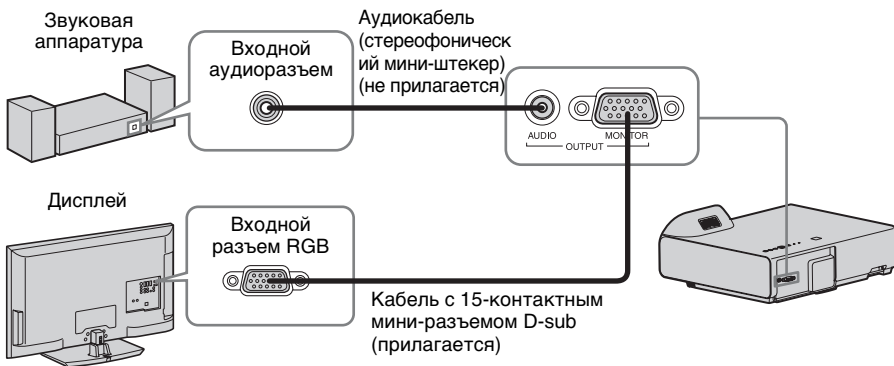 Звуковая
аппаратура
Входной
аудиоразъем
Аудиокабель
(стереофоническ
ий мини-штекер)
(не прилагается)
AUDIO
MONITOR
OUTPUT
Дисплей
Входной
разъем RGB
Кабель с 15-контактным
мини-разъемом D-sub
(прилагается)